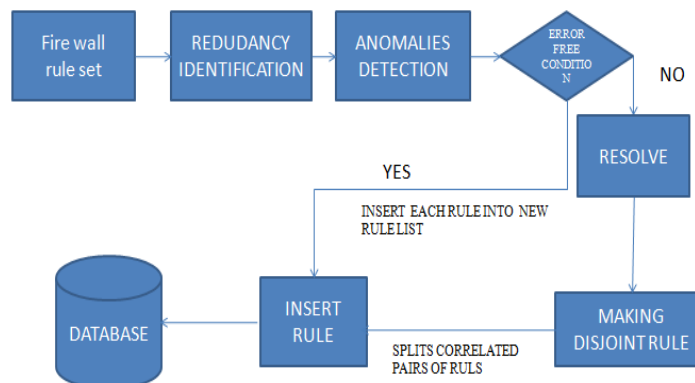 Fire wall
rule set
REDUDANCY
IDENTIFICATION
ANOMALIES
DETECTION
ERROR
FREE
CONDITIO
N
NO
RESOLVE
YES
INSERT EACH RULE INTO NEW
RULE LIST
DATABASE
INSERT
RULE
MAKING
DISJOINT RULE
SPLITS CORRELATED
PAIRS OF RULS